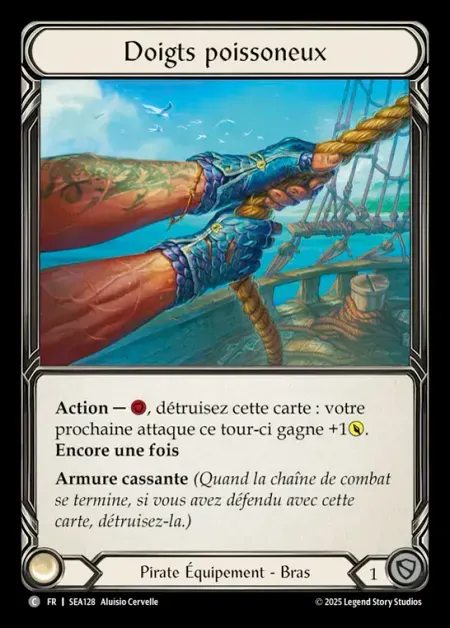 Doigts poissoneux
Action — , détruisez cette carte : votre
prochaine attaque ce tour-ci gagne +1.
Encore une fois
Armure cassante (Quand la chaîne de combat
se termine, si vous avez défendu avec cette
carte, détruisez-la.)
Pirate Équipement - Bras
1
C FR | SEA128 Aluisio Cervelle
© 2025 Legend Story Studios